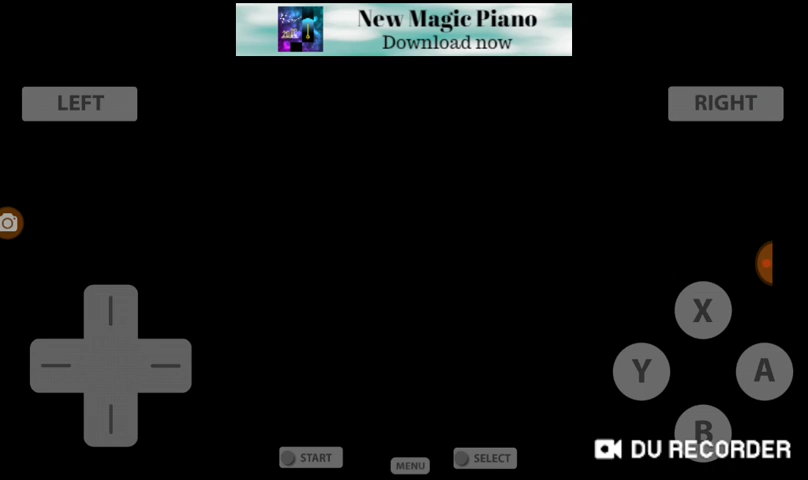 New Magic Piano
Download now
LEFT
RIGHT
X
Y
A
B
START
MENU
SELECT
DU RECORDER